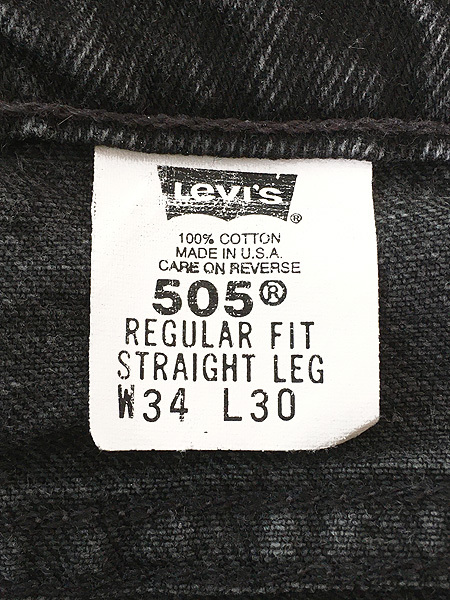 Levi's
®
100% COTTON
MADE IN U.S.A.
CARE ON REVERSE
505®
REGULAR FIT
STRAIGHT LEG
W34 L30